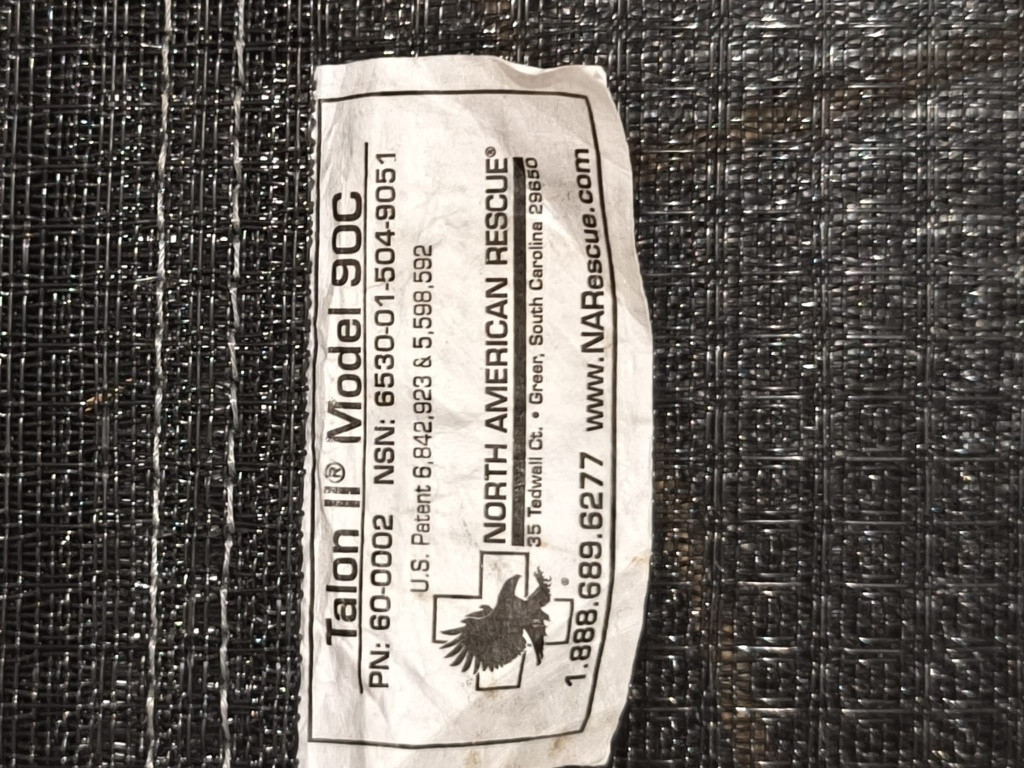 Talon II® Model 90C
PN: 60-0002 NSN: 6530-01-504-9051
U.S. Patent 6,842,923 & 5,598,592
NORTH AMERICAN RESCUE®
35 Tedwall Ct. • Greer, South Carolina 29650
®
1.888.689.6277 www.NARescue.com